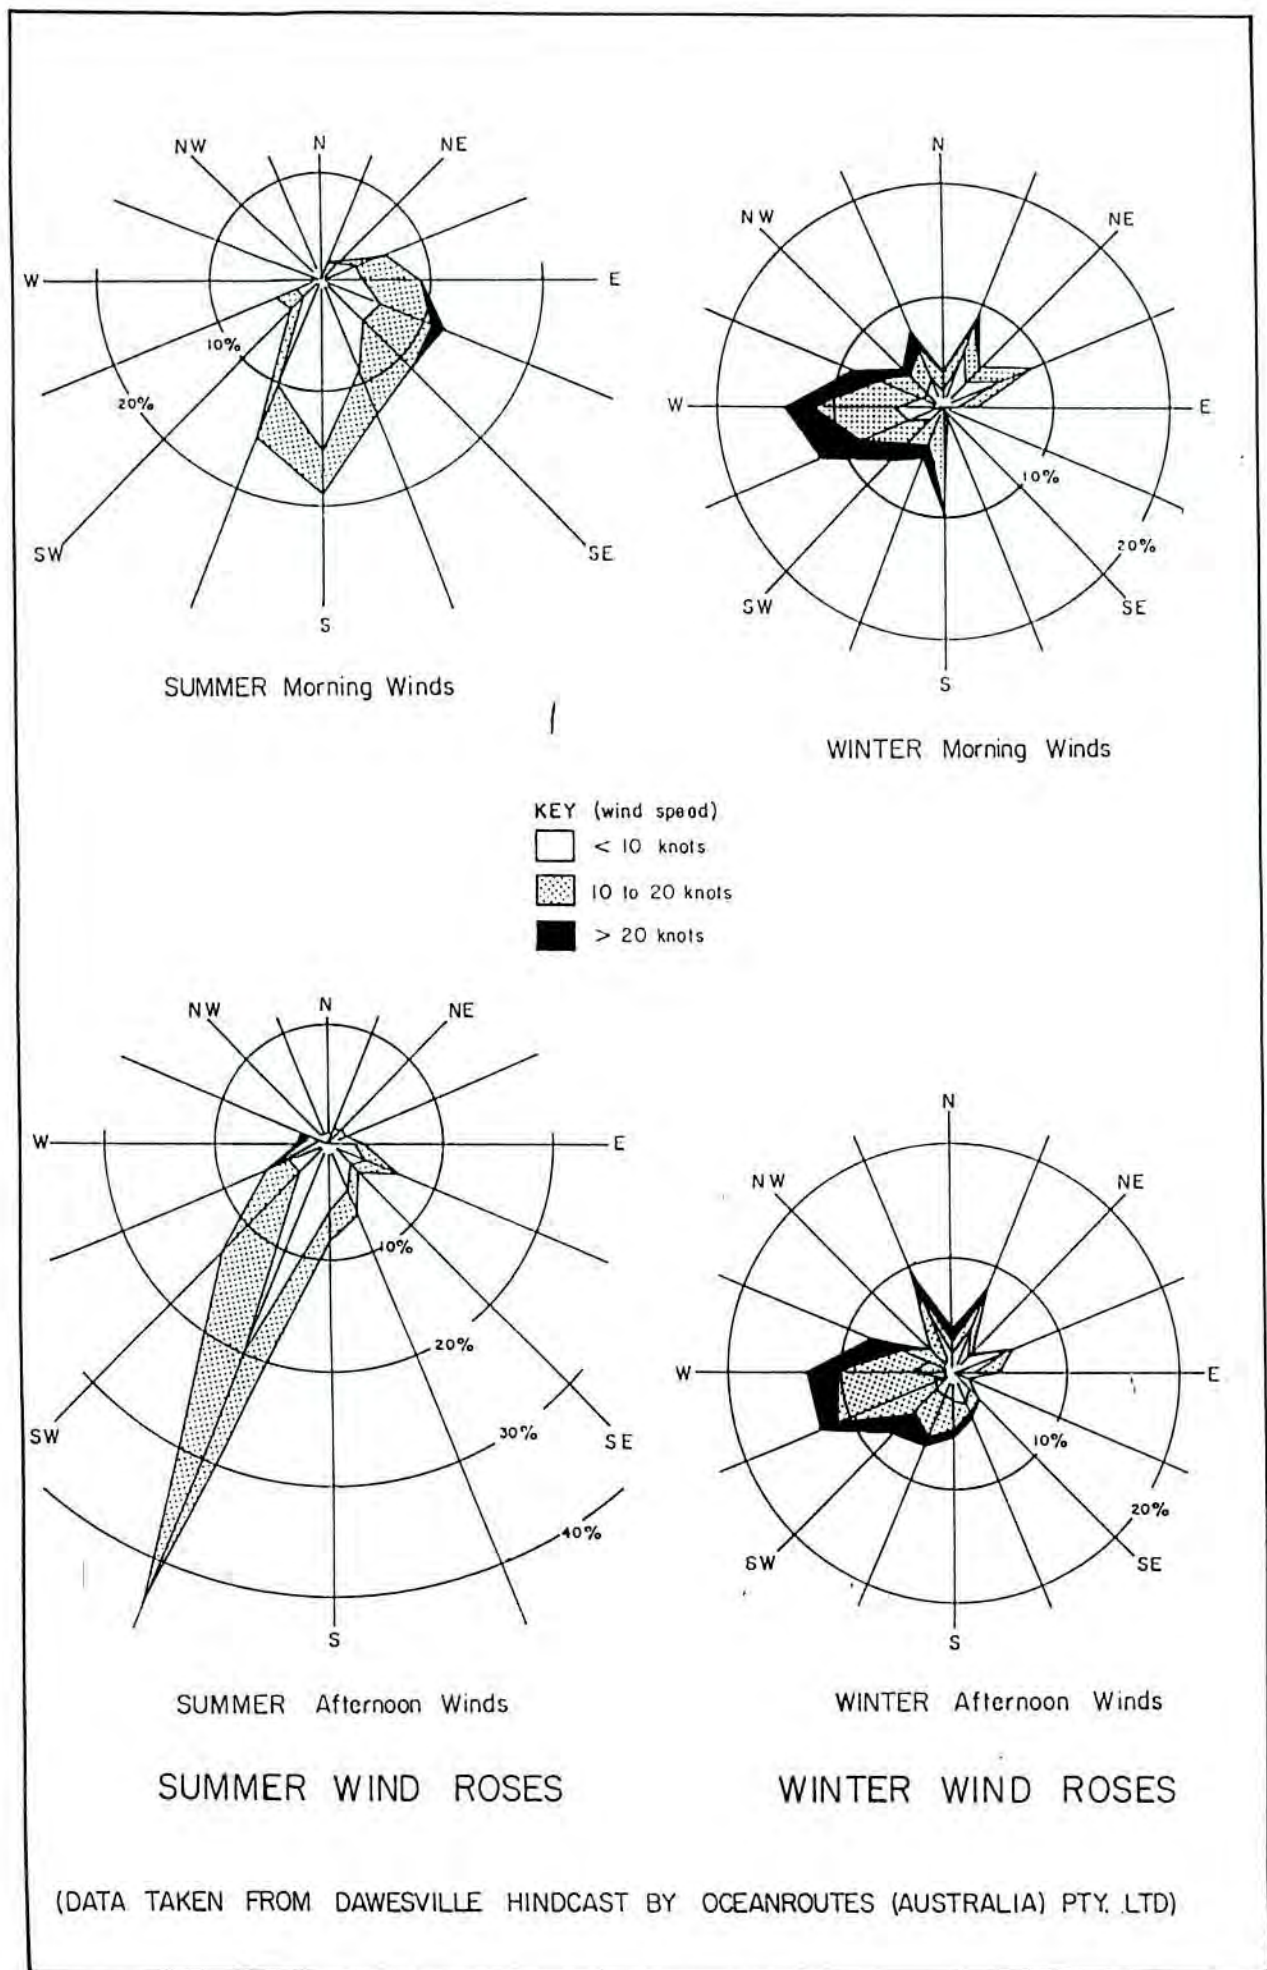 N
NW
NE
W
E
10%
20%
SW
SE
S
SUMMER Morning Winds
N
NW
NE
W
E
10%
20%
SW
SE
S
WINTER Morning Winds
KEY (wind speed)
< 10 knots
10 to 20 knots
> 20 knots
N
NW
NE
W
E
10%
20%
30%
40%
SW
SE
S
SUMMER Afternoon Winds
N
NW
NE
W
E
10%
20%
SW
SE
S
WINTER Afternoon Winds
SUMMER WIND ROSES
WINTER WIND ROSES
(DATA TAKEN FROM DAWESVILLE HINDCAST BY OCEANROUTES (AUSTRALIA) PTY. LTD)